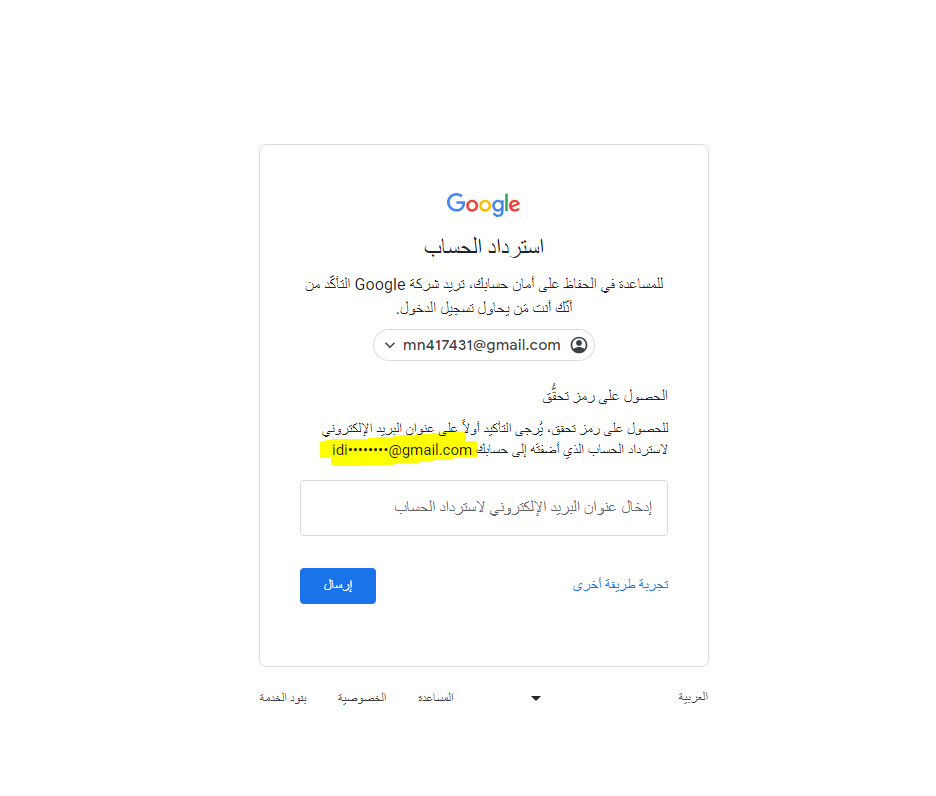 Google
استرداد الحساب
للمساعدة في الحفاظ على أمان حسابك، تريد شركة Google التأكّد من
أنّك أنت مَن يحاول تسجيل الدخول.
mn417431@gmail.com
الحصول على رمز تحقُّق
للحصول على رمز تحقق، يُرجى التأكيد أولاً على عنوان البريد الإلكتروني
لاسترداد الحساب الذي أضفتَه إلى حسابك idi••••••••@gmail.com
إدخال عنوان البريد الإلكتروني لاسترداد الحساب
تجربة طريقة أخرى
إرسال
العربية
المساعدة
الخصوصية
بنود الخدمة